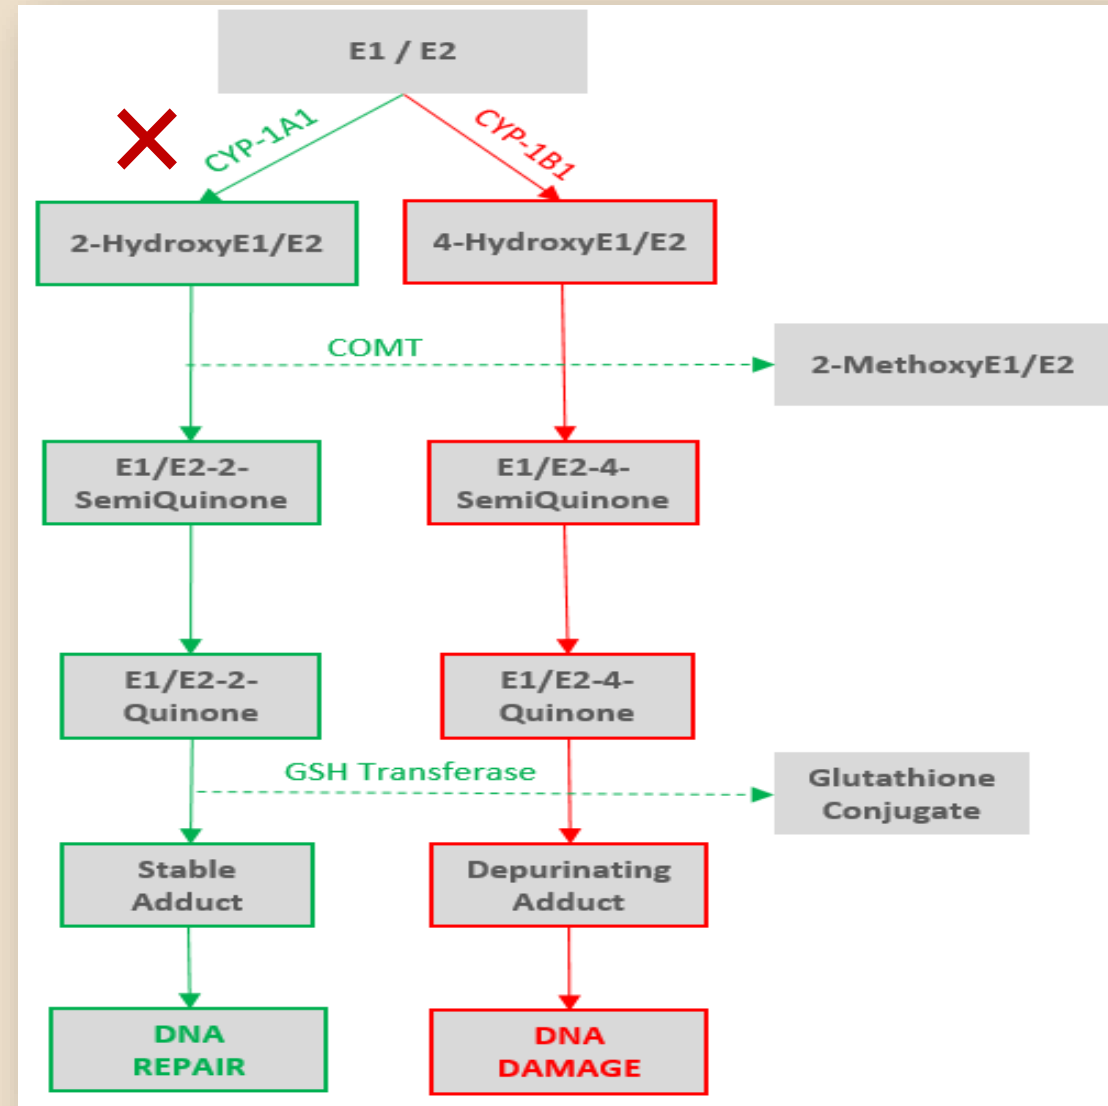 E1 / E2
CYP-1A1
CYP-1B1
2-HydroxyE1/E2
4-HydroxyE1/E2
COMT
2-MethoxyE1/E2
E1/E2-2-
SemiQuinone
E1/E2-4-
SemiQuinone
E1/E2-2-
Quinone
E1/E2-4-
Quinone
GSH Transferase
Glutathione
Conjugate
Stable
Adduct
Depurinating
Adduct
DNA
REPAIR
DNA
DAMAGE